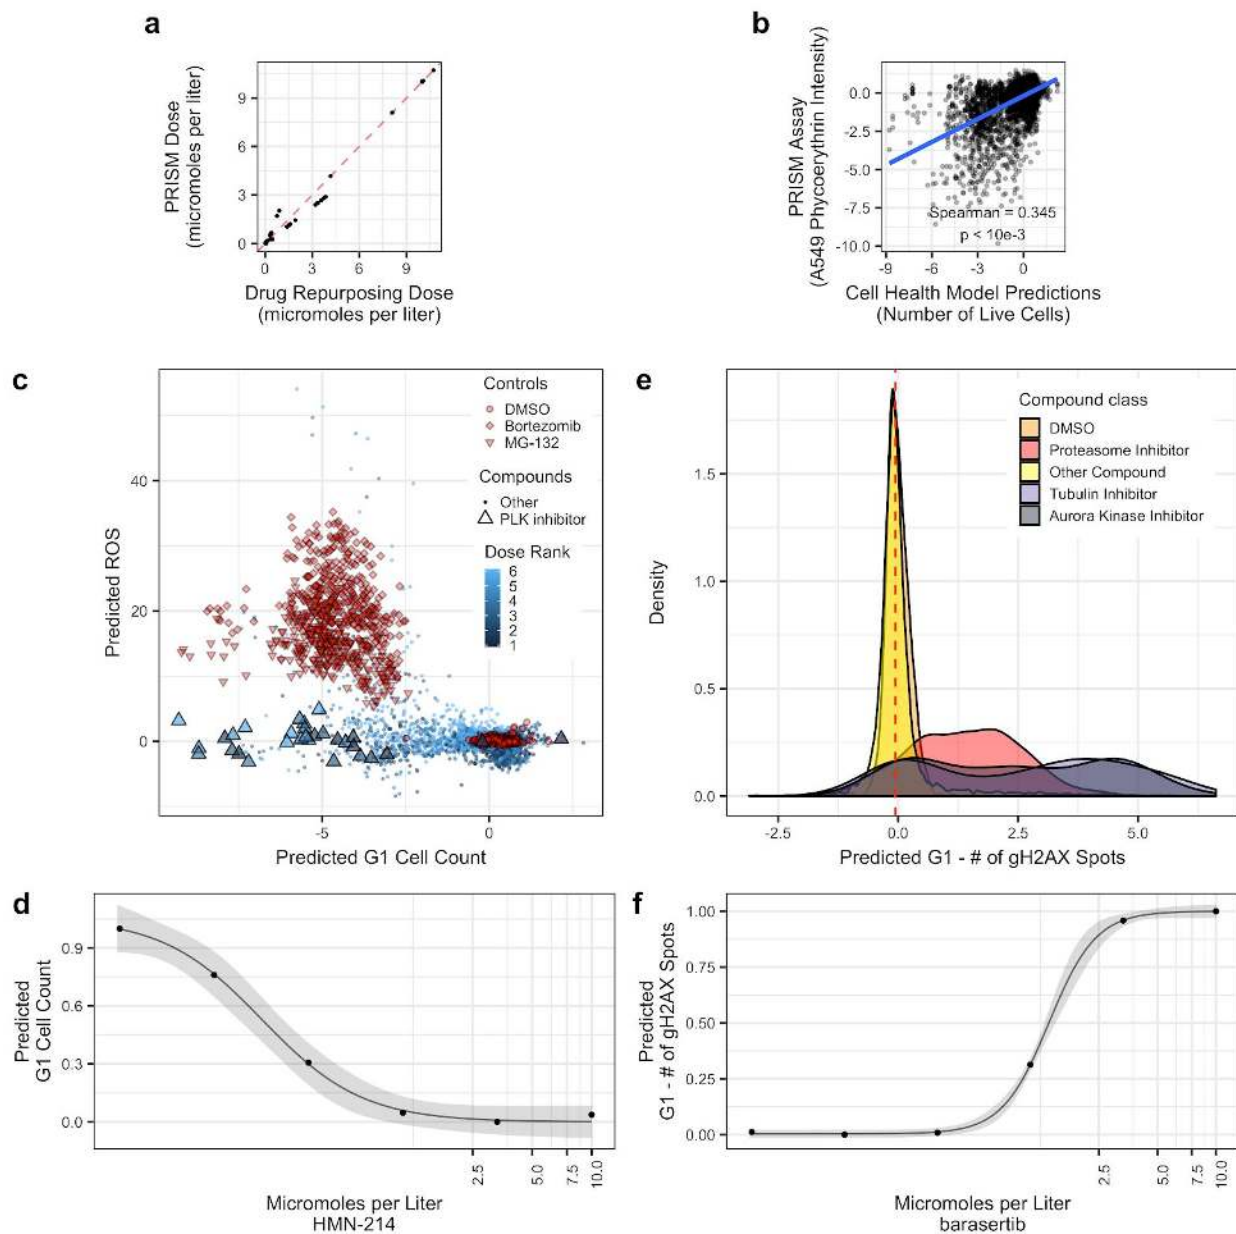 a
PRISM Dose
(micromoles per liter)
9
6
3
0
0
3
6
9
Drug Repurposing Dose
(micromoles per liter)
b
PRISM Assay
(A549 Phycoerythrin Intensity)
0.0
-2.5
-5.0
-7.5
-10.0
Spearman = 0.345
p < 10e-3
-9
-6
-3
0
Cell Health Model Predictions
(Number of Live Cells)
c
Predicted ROS
40
20
0
Controls
DMSO
Bortezomib
MG-132
Compounds
Other
PLK inhibitor
Dose Rank
6
5
4
3
2
1
-5
0
Predicted G1 Cell Count
e
Density
1.5
1.0
0.5
0.0
Compound class
DMSO
Proteasome Inhibitor
Other Compound
Tubulin Inhibitor
Aurora Kinase Inhibitor
-2.5
0.0
2.5
5.0
Predicted G1 - # of gH2AX Spots
d
Predicted
G1 Cell Count
0.9
0.6
0.3
0.0
2.5
5.0
7.5
10.0
Micromoles per Liter
HMN-214
f
Predicted
G1 - # of gH2AX Spots
1.00
0.75
0.50
0.25
0.00
2.5
5.0
7.5
10.0
Micromoles per Liter
barasertib